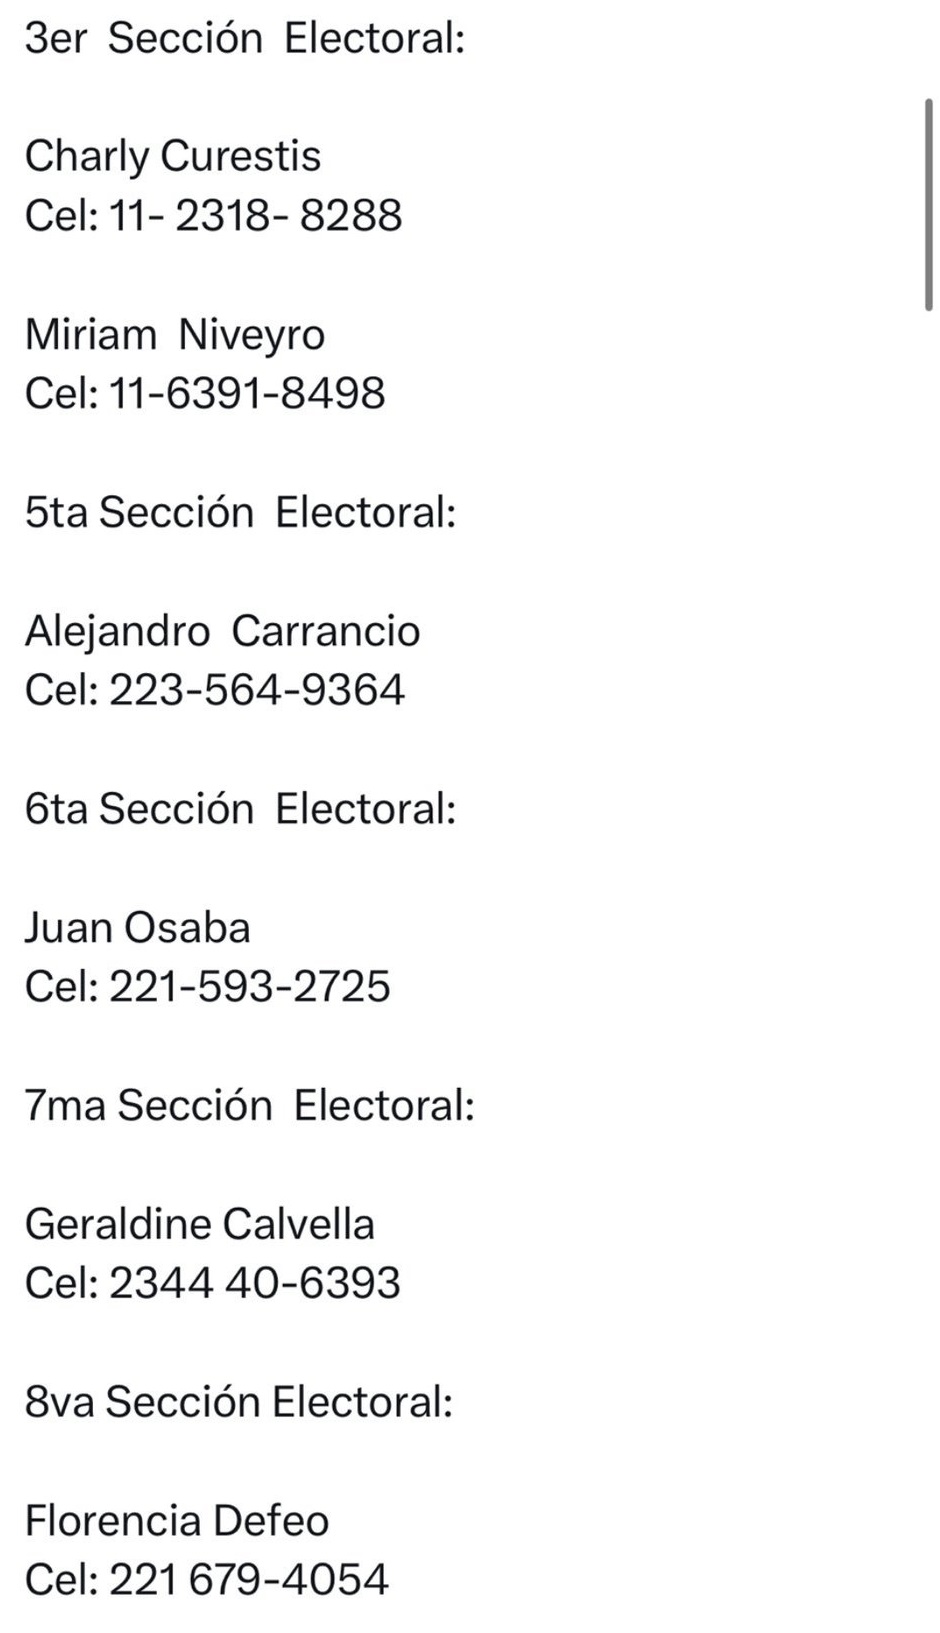 3er  Sección  Electoral:
Charly Curestis
Cel: 11- 2318- 8288
Miriam  Niveyro
Cel: 11-6391-8498
5ta Sección  Electoral:
Alejandro  Carrancio
Cel: 223-564-9364
6ta Sección  Electoral:
Juan Osaba
Cel: 221-593-2725
7ma Sección  Electoral:
Geraldine Calvella
Cel: 2344 40-6393
8va Sección Electoral:
Florencia Defeo
Cel: 221 679-4054